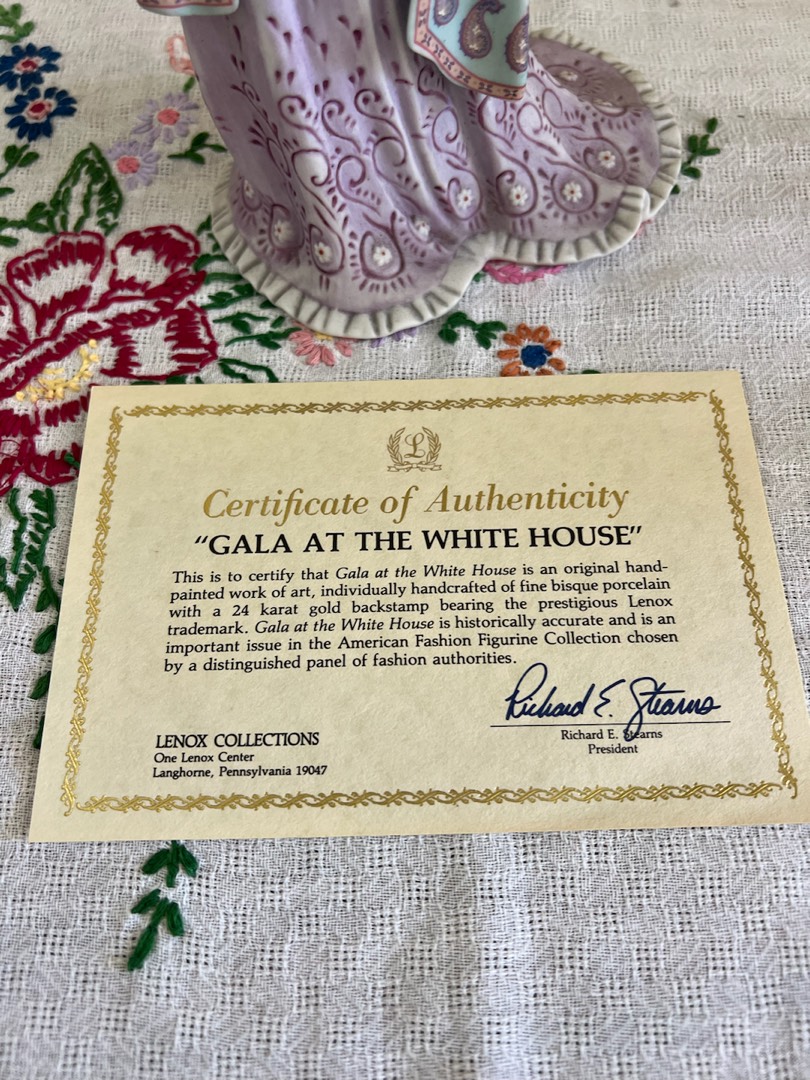 L
Certificate of Authenticity
"GALA AT THE WHITE HOUSE"
This is to certify that Gala at the White House is an original hand-
painted work of art, individually handcrafted of fine bisque porcelain
with a 24 karat gold backstamp bearing the prestigious Lenox
trademark. Gala at the White House is historically accurate and is an
important issue in the American Fashion Figurine Collection chosen
by a distinguished panel of fashion authorities.
Richard E. Stearns
Richard E. Stearns
President
LENOX COLLECTIONS
One Lenox Center
Langhorne, Pennsylvania 19047